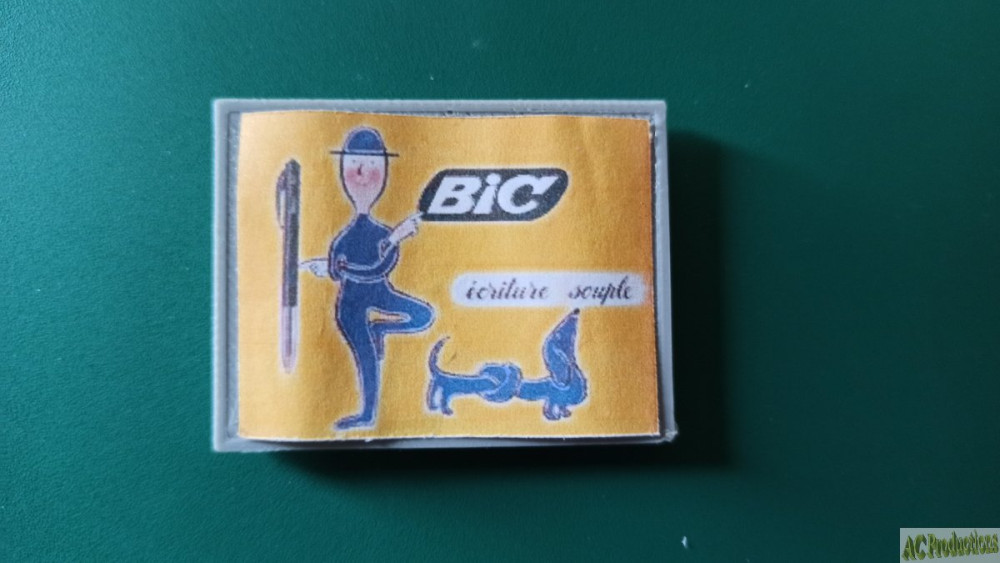 BiC
écriture souple
AC Productions